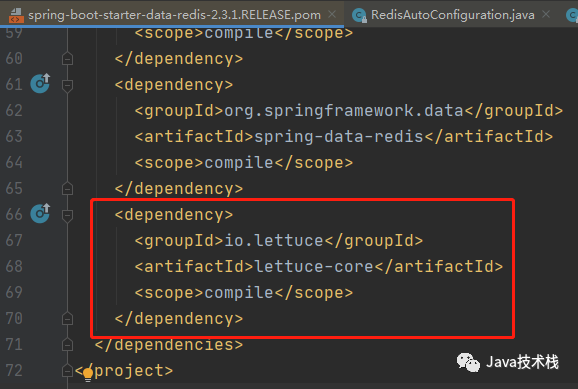 spring-boot-starter-data-redis-2.3.1.RELEASE.pom × RedisAutoConfiguration.java ×
59 <scope>compile</scope>
60 </dependency>
61 <dependency>
62 <groupId>org.springframework.data</groupId>
63 <artifactId>spring-data-redis</artifactId>
64 <scope>compile</scope>
65 </dependency>
66 <dependency>
67 <groupId>io.lettuce</groupId>
68 <artifactId>lettuce-core</artifactId>
69 <scope>compile</scope>
70 </dependency>
71 </dependencies>
72 </project>
Java技术栈